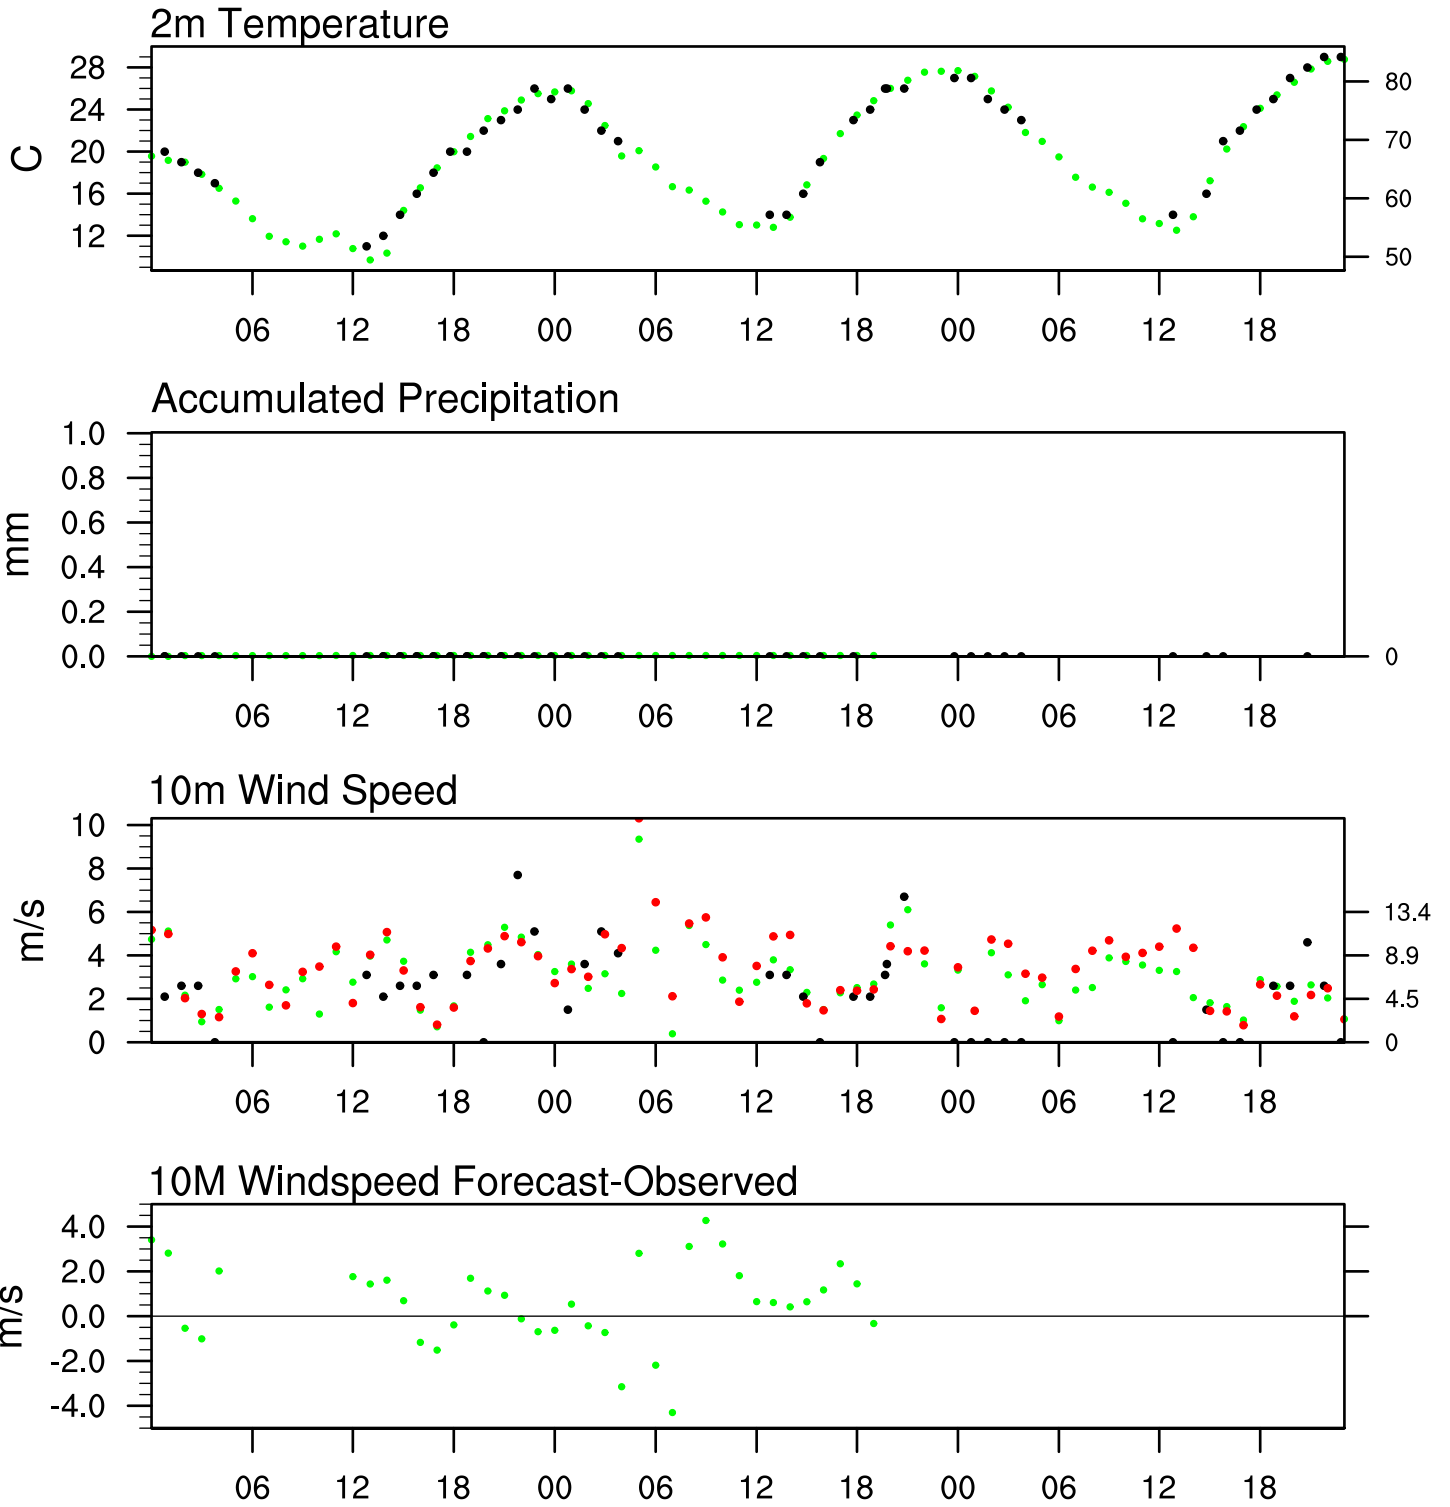 2m Temperature
28
24
20
16
12
C
80
70
60
50
06 12 18 00 06 12 18 00 06 12 18
Accumulated Precipitation
1.0
0.8
0.6
0.4
0.2
0.0
mm
0
06 12 18 00 06 12 18 00 06 12 18
10m Wind Speed
10
8
6
4
2
0
m/s
13.4
8.9
4.5
0
06 12 18 00 06 12 18 00 06 12 18
10M Windspeed Forecast-Observed
4.0
2.0
0.0
-2.0
-4.0
m/s
06 12 18 00 06 12 18 00 06 12 18